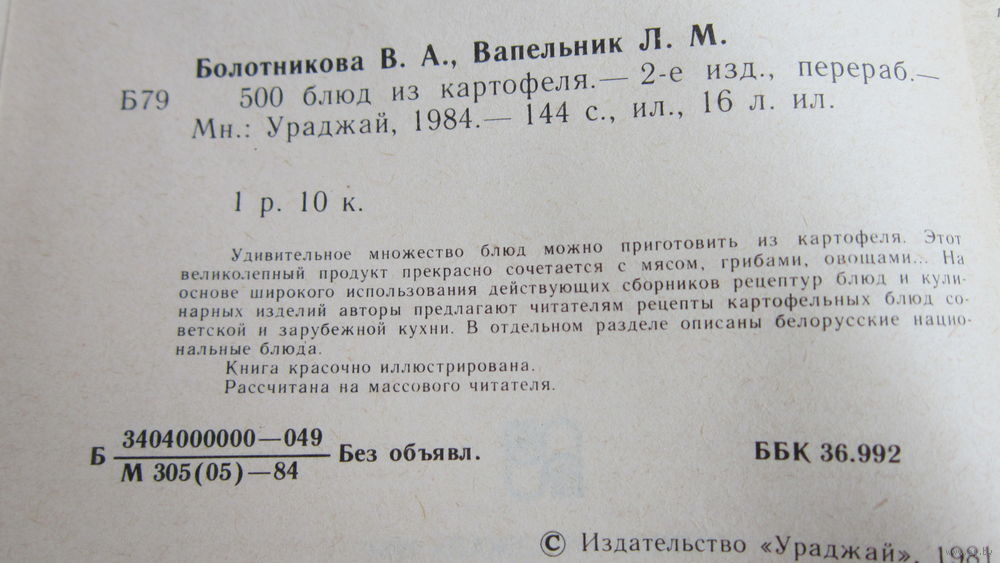 Болотникова В. А., Вапельник Л. М.
Б79 500 блюд из картофеля.— 2-е изд., перераб.—
Мн.: Ураджай, 1984.— 144 с., ил., 16 л. ил.
1 р. 10 к.
Удивительное множество блюд можно приготовить из картофеля. Этот
великолепный продукт прекрасно сочетается с мясом, грибами, овощами... На
основе широкого использования действующих сборников рецептур блюд и кули-
нарных изделий авторы предлагают читателям рецепты картофельных блюд со-
ветской и зарубежной кухни. В отдельном разделе описаны белорусские нацио-
нальные блюда.
Книга красочно иллюстрирована.
Рассчитана на массового читателя.
Б 3404000000—049 Без объявл. ББК 36.992
М 305(05)—84
© Издательство «Ураджай», 1981